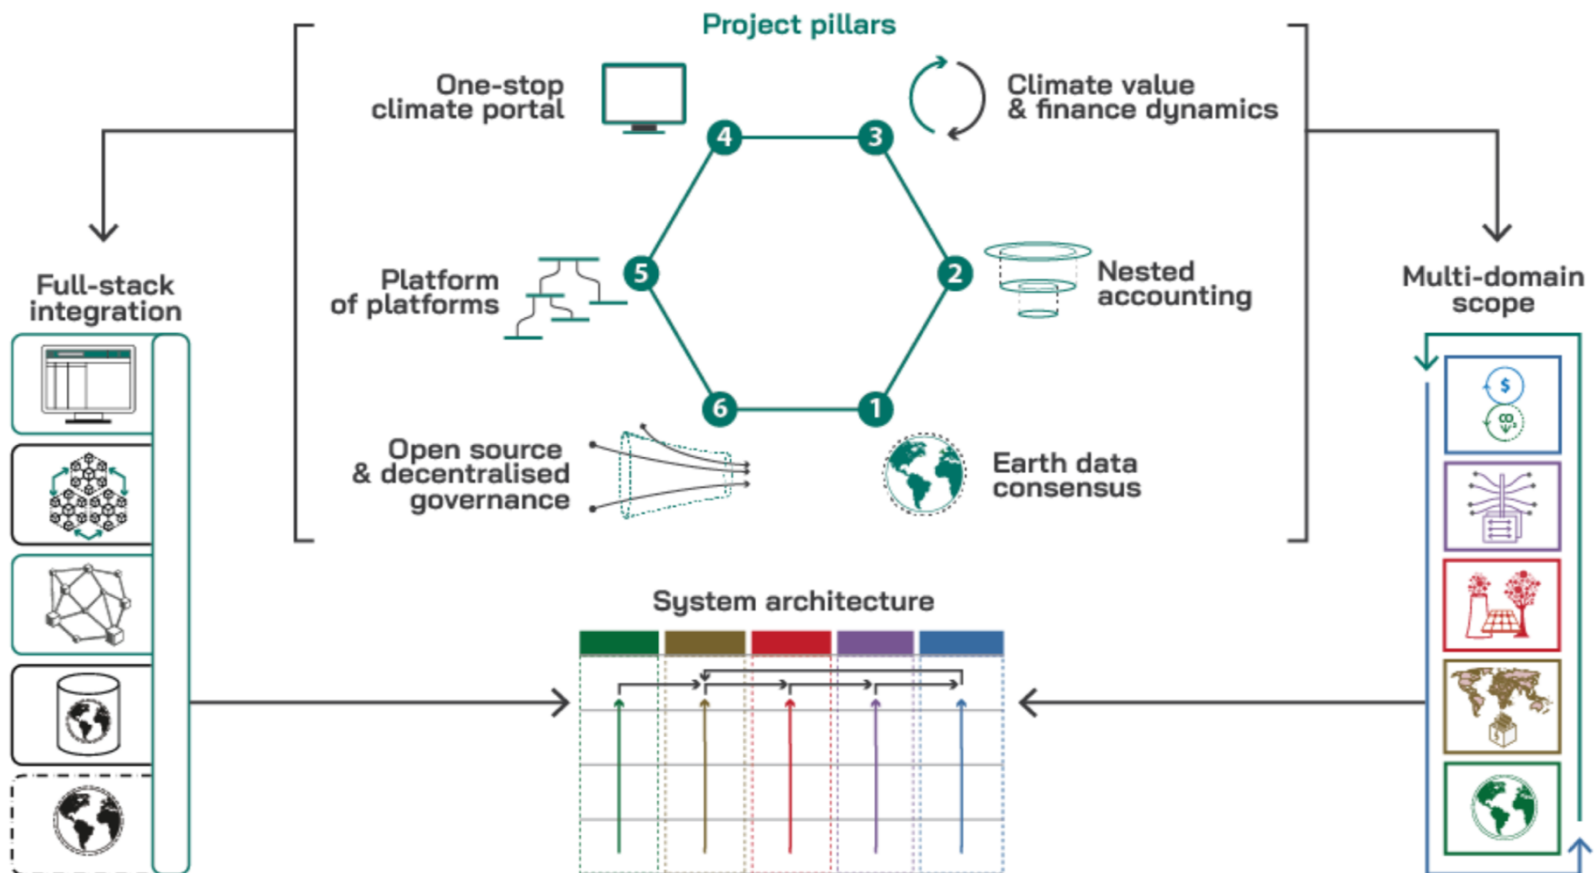 Project pillars
One-stop
climate portal
Climate value
& finance dynamics
4
3
Full-stack
integration
Platform
of platforms
5
2
Nested
accounting
Multi-domain
scope
6
1
Open source
& decentralised
governance
Earth data
consensus
$
CO2
System architecture
$